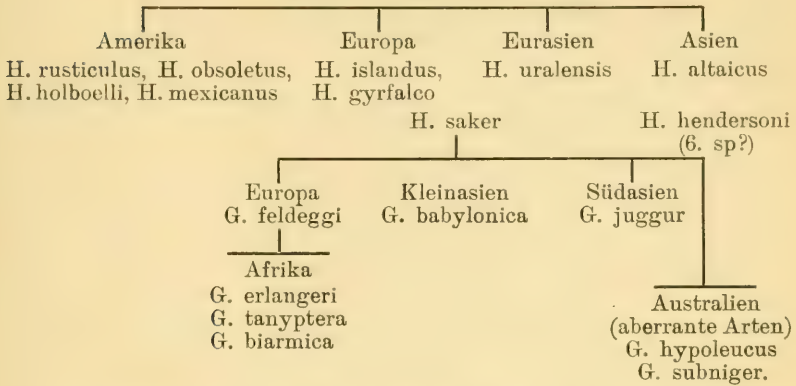 Amerika Europa Eurasien Asien
H. rusticulus, H. obsoletus, H. islandus, H. uralensis H. altaicus
H. holboelli, H. mexicanus H. gyrfalco
H. saker H. hendersoni
(6. sp?)
Europa Kleinasien Südasien
G. feldeggi G. babylonica G. juggur
Afrika
G. erlangeri
G. tanyptera
G. biarmica
Australien
(aberrante Arten)
G. hypoleucus
G. subniger.